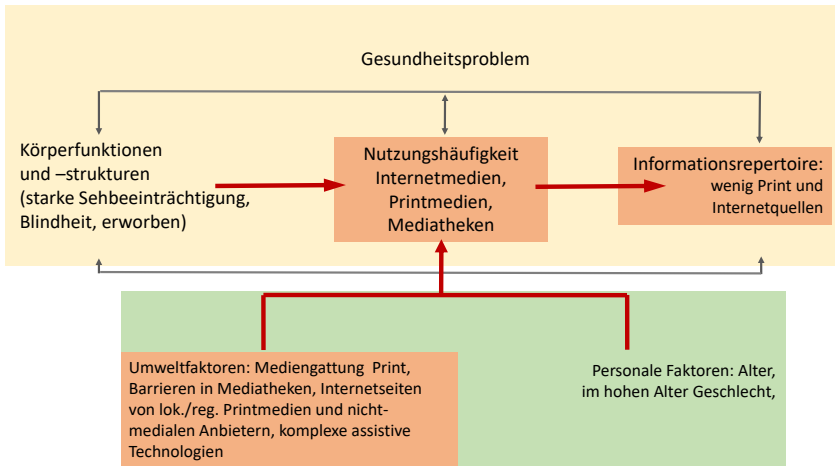 Gesundheitsproblem
Körperfunktionen
und –strukturen
(starke Sehbeeinträchtigung,
Blindheit, erworben)
Nutzungshäufigkeit
Internetmedien,
Printmedien,
Mediatheken
Informationsrepertoire:
wenig Print und
Internetquellen
Umweltfaktoren: Mediengattung Print,
Barrieren in Mediatheken, Internetseiten
von lok./reg. Printmedien und nicht-
medialen Anbietern, komplexe assistive
Technologien
Personale Faktoren: Alter,
im hohen Alter Geschlecht,